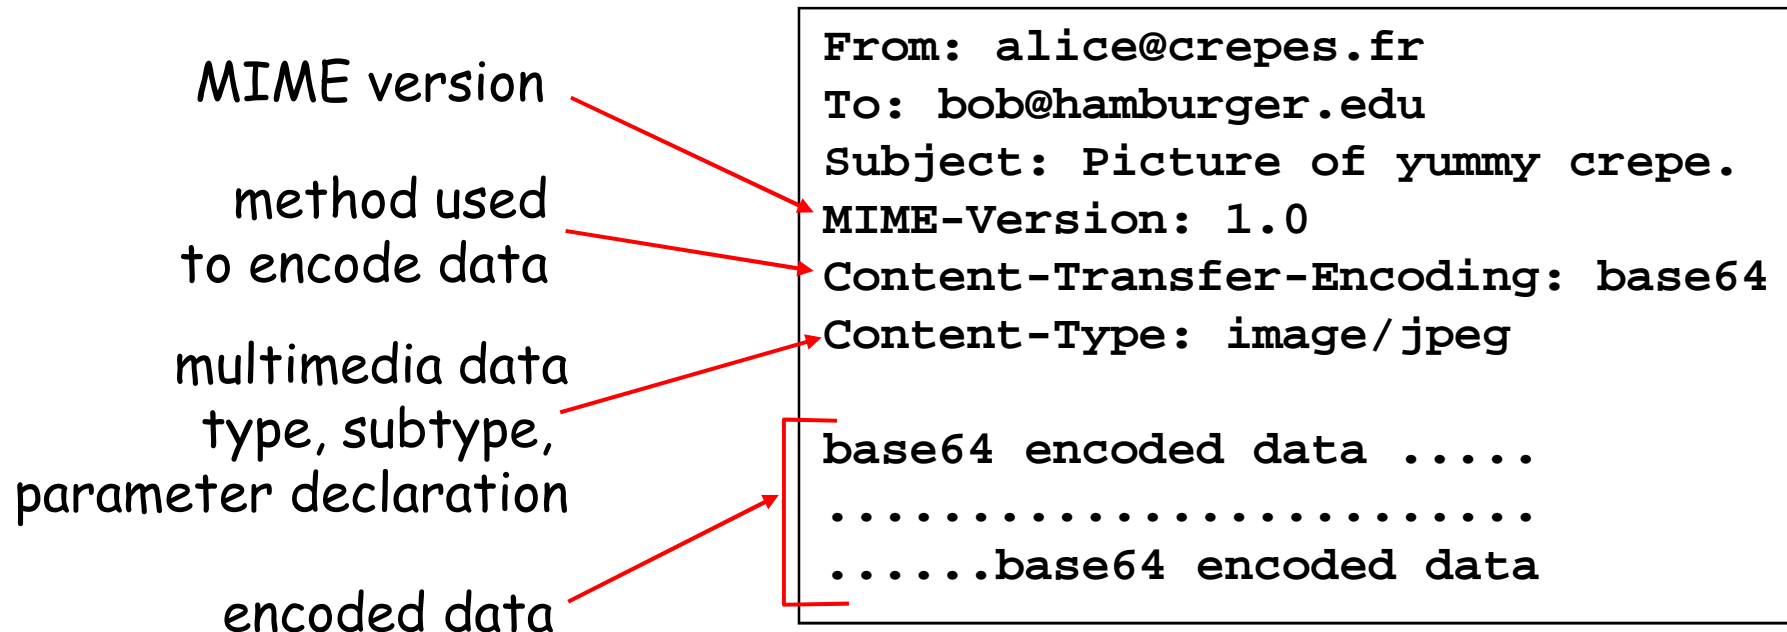 MIME version
method used
to encode data
multimedia data
type, subtype,
parameter declaration
encoded data
From: alice@crepes.fr
To: bob@hamburger.edu
Subject: Picture of yummy crepe.
MIME-Version: 1.0
Content-Transfer-Encoding: base64
Content-Type: image/jpeg
base64 encoded data .....
.........................
......base64 encoded data